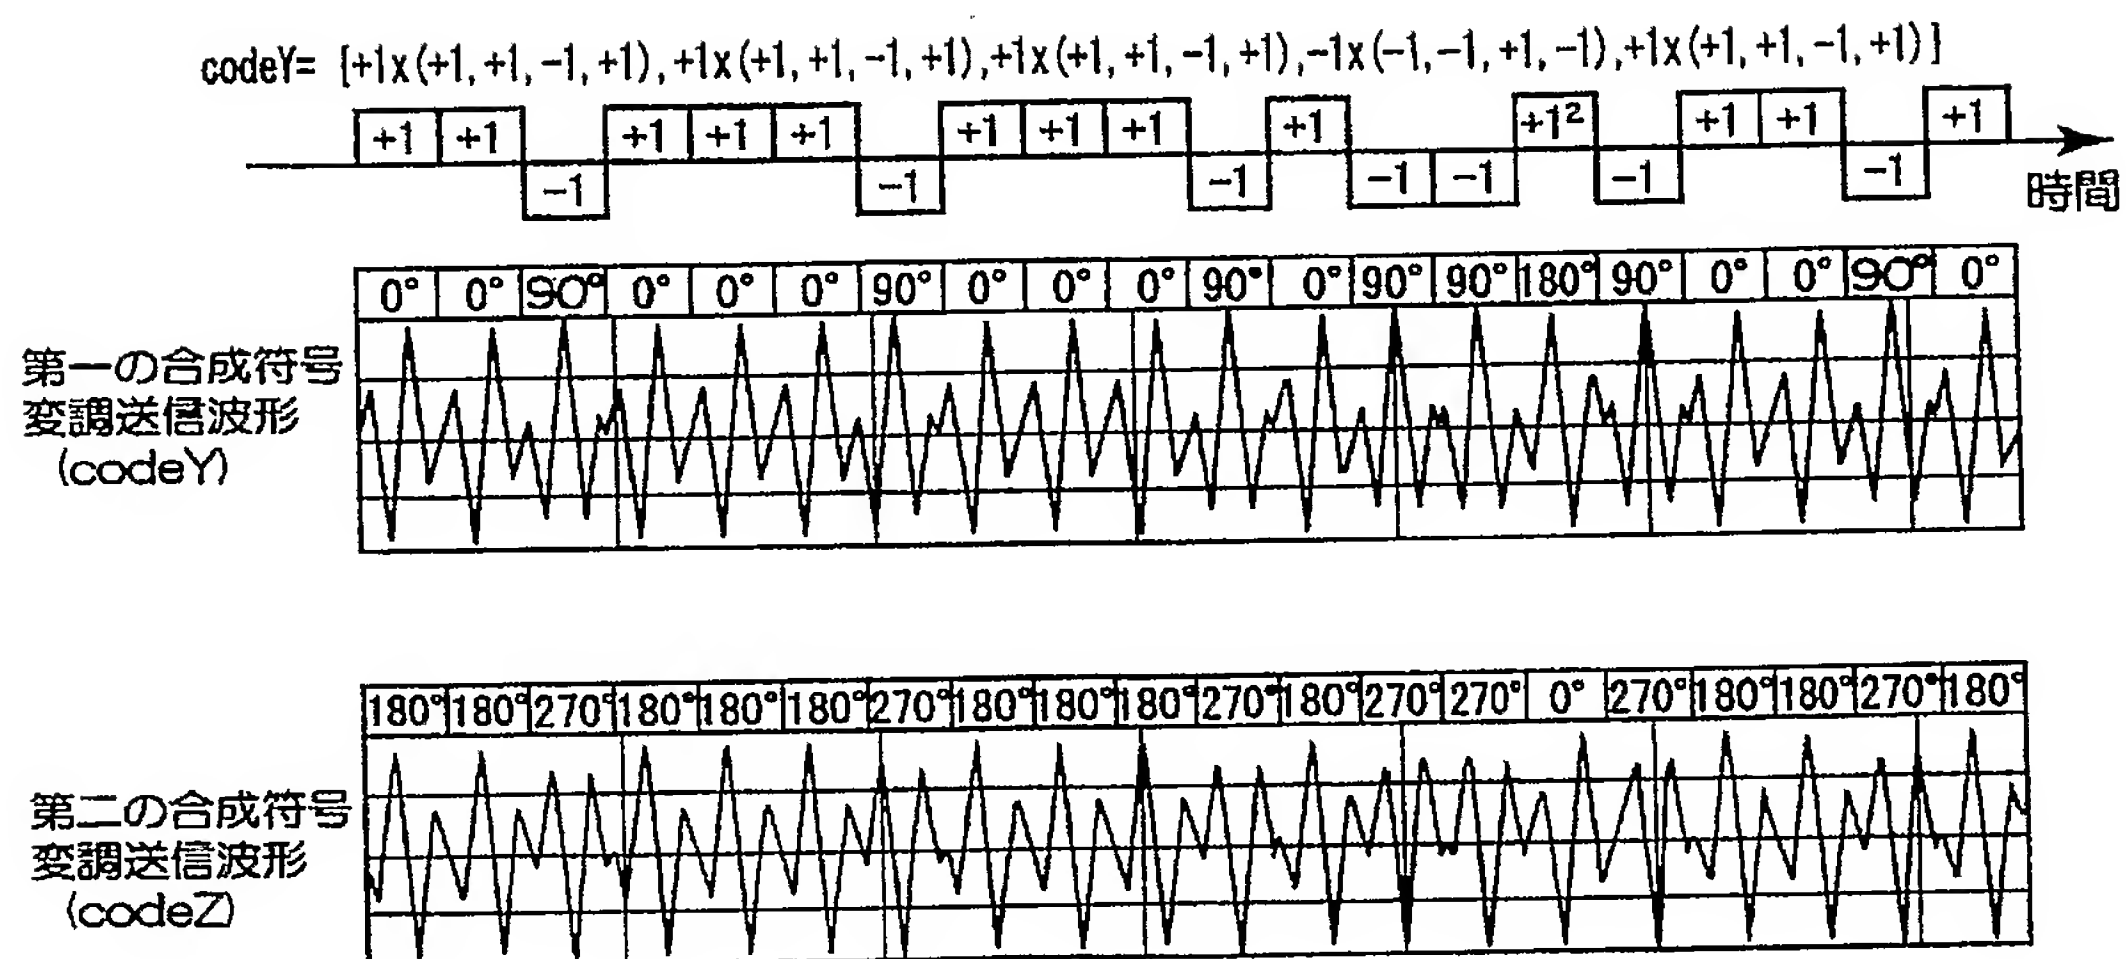 codeY= [+1x(+1, +1, -1, +1), +1x(+1, +1, -1, +1), +1x(+1, +1, -1, +1), -1x(-1, -1, +1, -1), +1x(+1, +1, -1, +1)]
+1 +1 -1 +1 +1 +1 -1 +1 +1 +1 -1 +1 -1 -1 +1² -1 +1 +1 -1 +1
時間
0° 0° 90° 0° 0° 0° 90° 0° 0° 0° 90° 0° 90° 90° 180° 90° 0° 0° 90° 0°
第一の合成符号
変調送信波形
(codeY)
180° 180° 270° 180° 180° 180° 270° 180° 180° 180° 270° 180° 270° 270° 0° 270° 180° 180° 270° 180°
第二の合成符号
変調送信波形
(codeZ)